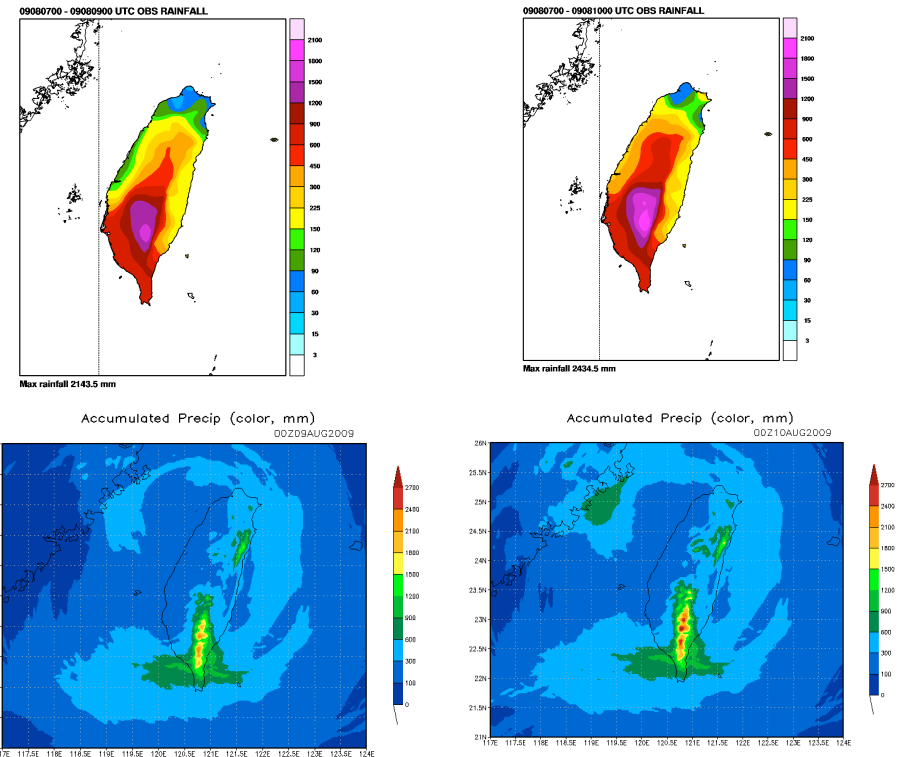 09080700 - 09080900 UTC OBS RAINFALL
2100
1800
1500
1200
900
600
450
300
225
150
120
90
60
30
15
3
Max rainfall 2143.5 mm
09080700 - 09081000 UTC OBS RAINFALL
2100
1800
1500
1200
900
600
450
300
225
150
120
90
60
30
15
3
Max rainfall 2434.5 mm
Accumulated Precip (color, mm)
00Z09AUG2009
2700
2400
2100
1800
1500
1200
900
600
300
100
0
7E 117.5E 118E 118.5E 119E 119.5E 120E 120.5E 121E 121.5E 122E 122.5E 123E 123.5E 124E
Accumulated Precip (color, mm)
00Z10AUG2009
26N
25.5N
25N
24.5N
24N
23.5N
23N
22.5N
22N
21.5N
21N
117E 117.5E 118E 118.5E 119E 119.5E 120E 120.5E 121E 121.5E 122E 122.5E 123E 123.5E 124E
2700
2400
2100
1800
1500
1200
900
600
300
100
0